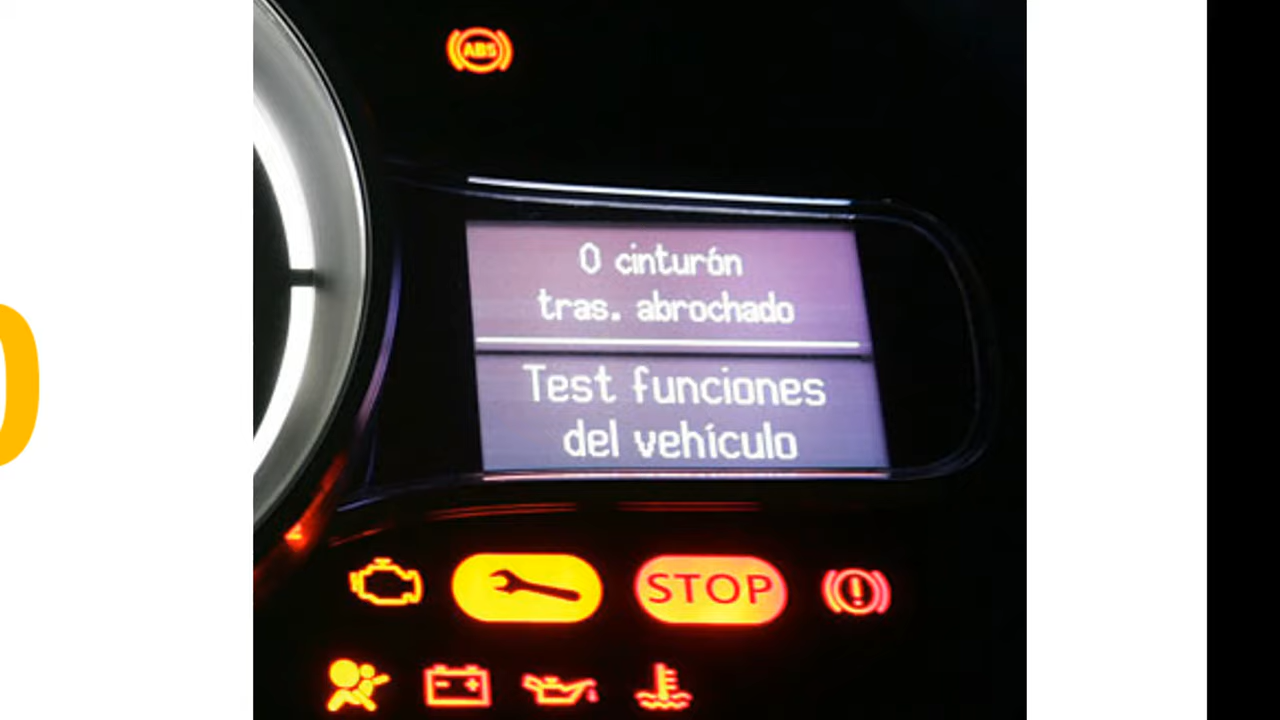 ABS
0 cinturón
tras. abrochado
Test funciones
del vehículo
STOP